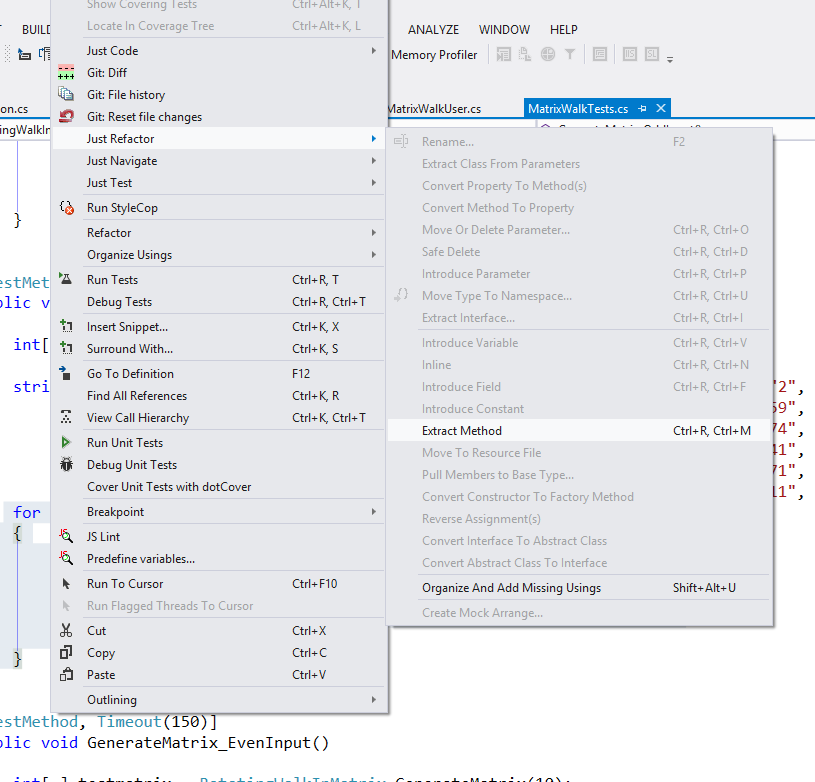 Show Covering Tests Ctrl+Alt+K, T
Locate In Coverage Tree Ctrl+Alt+K, L
BUILD
ANALYZE WINDOW HELP
Memory Profiler
on.cs
MatrixWalkUser.cs
MatrixWalkTests.cs
ingWalkIn
Just Code
Git: Diff
Git: File history
Git: Reset file changes
Just Refactor
Just Navigate
Just Test
Run StyleCop
Refactor
Organize Usings
Run Tests Ctrl+R, T
Debug Tests Ctrl+R, Ctrl+T
Insert Snippet... Ctrl+K, X
Surround With... Ctrl+K, S
Go To Definition F12
Find All References Ctrl+K, R
View Call Hierarchy Ctrl+K, Ctrl+T
Run Unit Tests
Debug Unit Tests
Cover Unit Tests with dotCover
Breakpoint
JS Lint
Predefine variables...
Run To Cursor Ctrl+F10
Run Flagged Threads To Cursor
Cut Ctrl+X
Copy Ctrl+C
Paste Ctrl+V
Outlining
Rename... F2
Extract Class From Parameters
Convert Property To Method(s)
Convert Method To Property
Move Or Delete Parameter... Ctrl+R, Ctrl+O
Safe Delete Ctrl+R, Ctrl+D
Introduce Parameter Ctrl+R, Ctrl+P
Move Type To Namespace... Ctrl+R, Ctrl+U
Extract Interface... Ctrl+R, Ctrl+I
Introduce Variable Ctrl+R, Ctrl+V
Inline Ctrl+R, Ctrl+N
Introduce Field Ctrl+R, Ctrl+F
Introduce Constant
Extract Method Ctrl+R, Ctrl+M
Move To Resource File
Pull Members to Base Type...
Convert Constructor To Factory Method
Reverse Assignment(s)
Convert Interface To Abstract Class
Convert Abstract Class To Interface
Organize And Add Missing Usings Shift+Alt+U
Create Mock Arrange...
}
estMet
blic v
int[
stri
2",
59",
74",
41",
71",
11",
for
{
}
estMethod, Timeout(150)]
blic void GenerateMatrix_EvenInput()